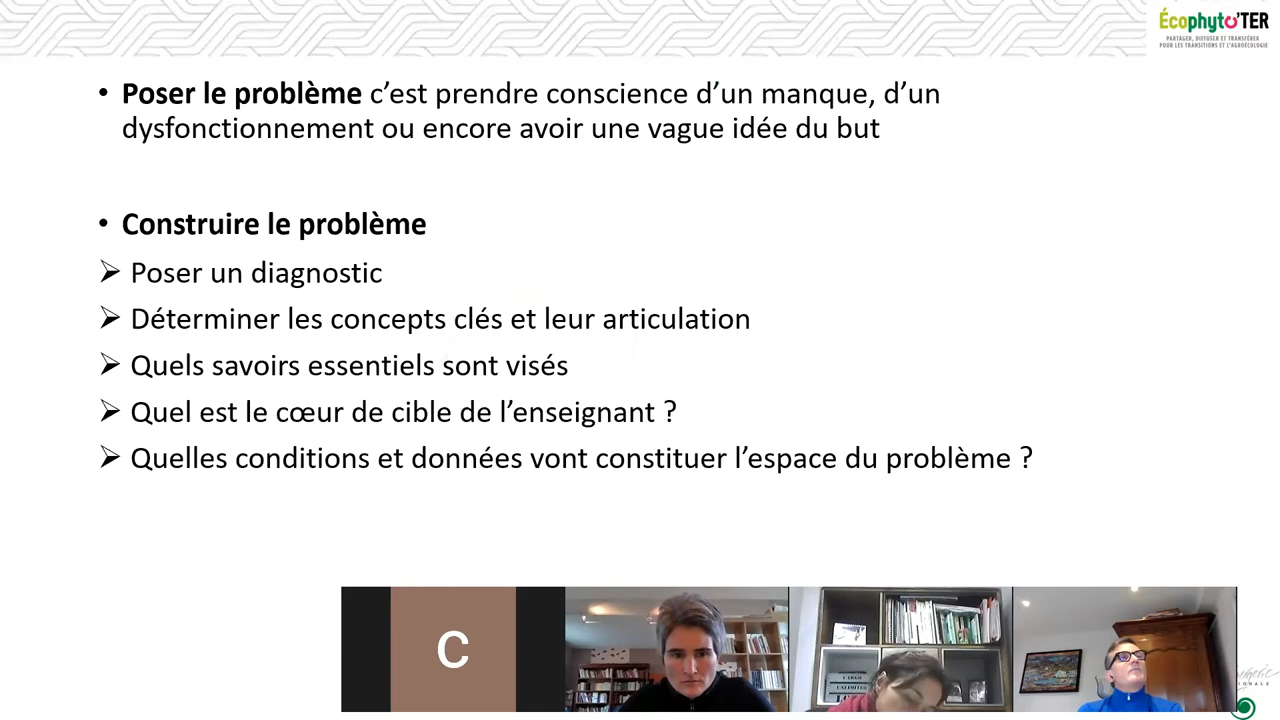 Écophyto'TER
PARTAGER, DIFFUSER ET TRANSFÉRER
POUR LES TRANSITIONS ET L'AGROÉCOLOGIE
• Poser le problème c’est prendre conscience d’un manque, d’un
dysfonctionnement ou encore avoir une vague idée du but
• Construire le problème
➢ Poser un diagnostic
➢ Déterminer les concepts clés et leur articulation
➢ Quels savoirs essentiels sont visés
➢ Quel est le cœur de cible de l’enseignant ?
➢ Quelles conditions et données vont constituer l’espace du problème ?
C
UNLIMITED